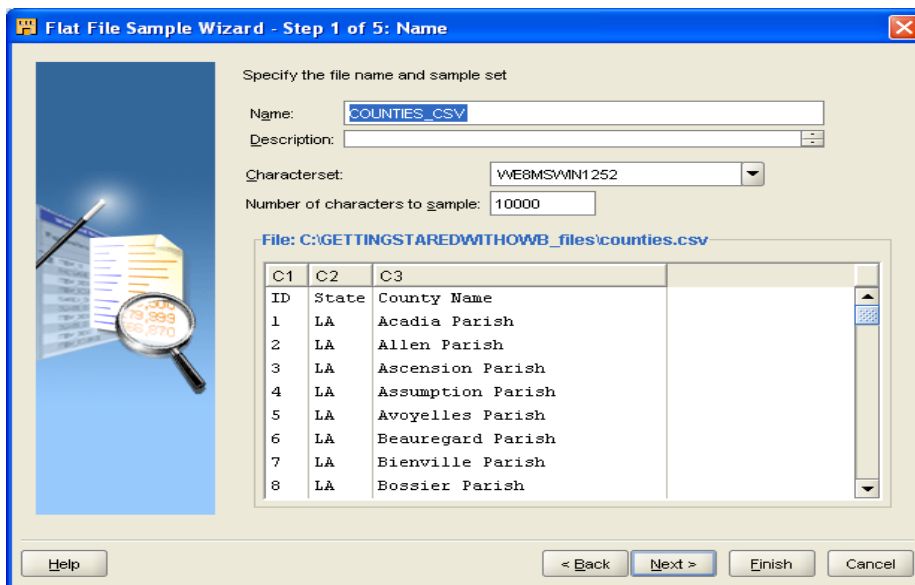 Flat File Sample Wizard - Step 1 of 5: Name
Specify the file name and sample set
Name: COUNTIES_CSV
Description:
Characterset: WE8MSWIN1252
Number of characters to sample: 10000
File: C:\GETTINGSTAREDWITHOWB_files\counties.csv
C1 C2 C3
ID State County Name
1 LA Acadia Parish
2 LA Allen Parish
3 LA Ascension Parish
4 LA Assumption Parish
5 LA Avoyelles Parish
6 LA Beauregard Parish
7 LA Bienville Parish
8 LA Bossier Parish
Help < Back Next > Finish Cancel